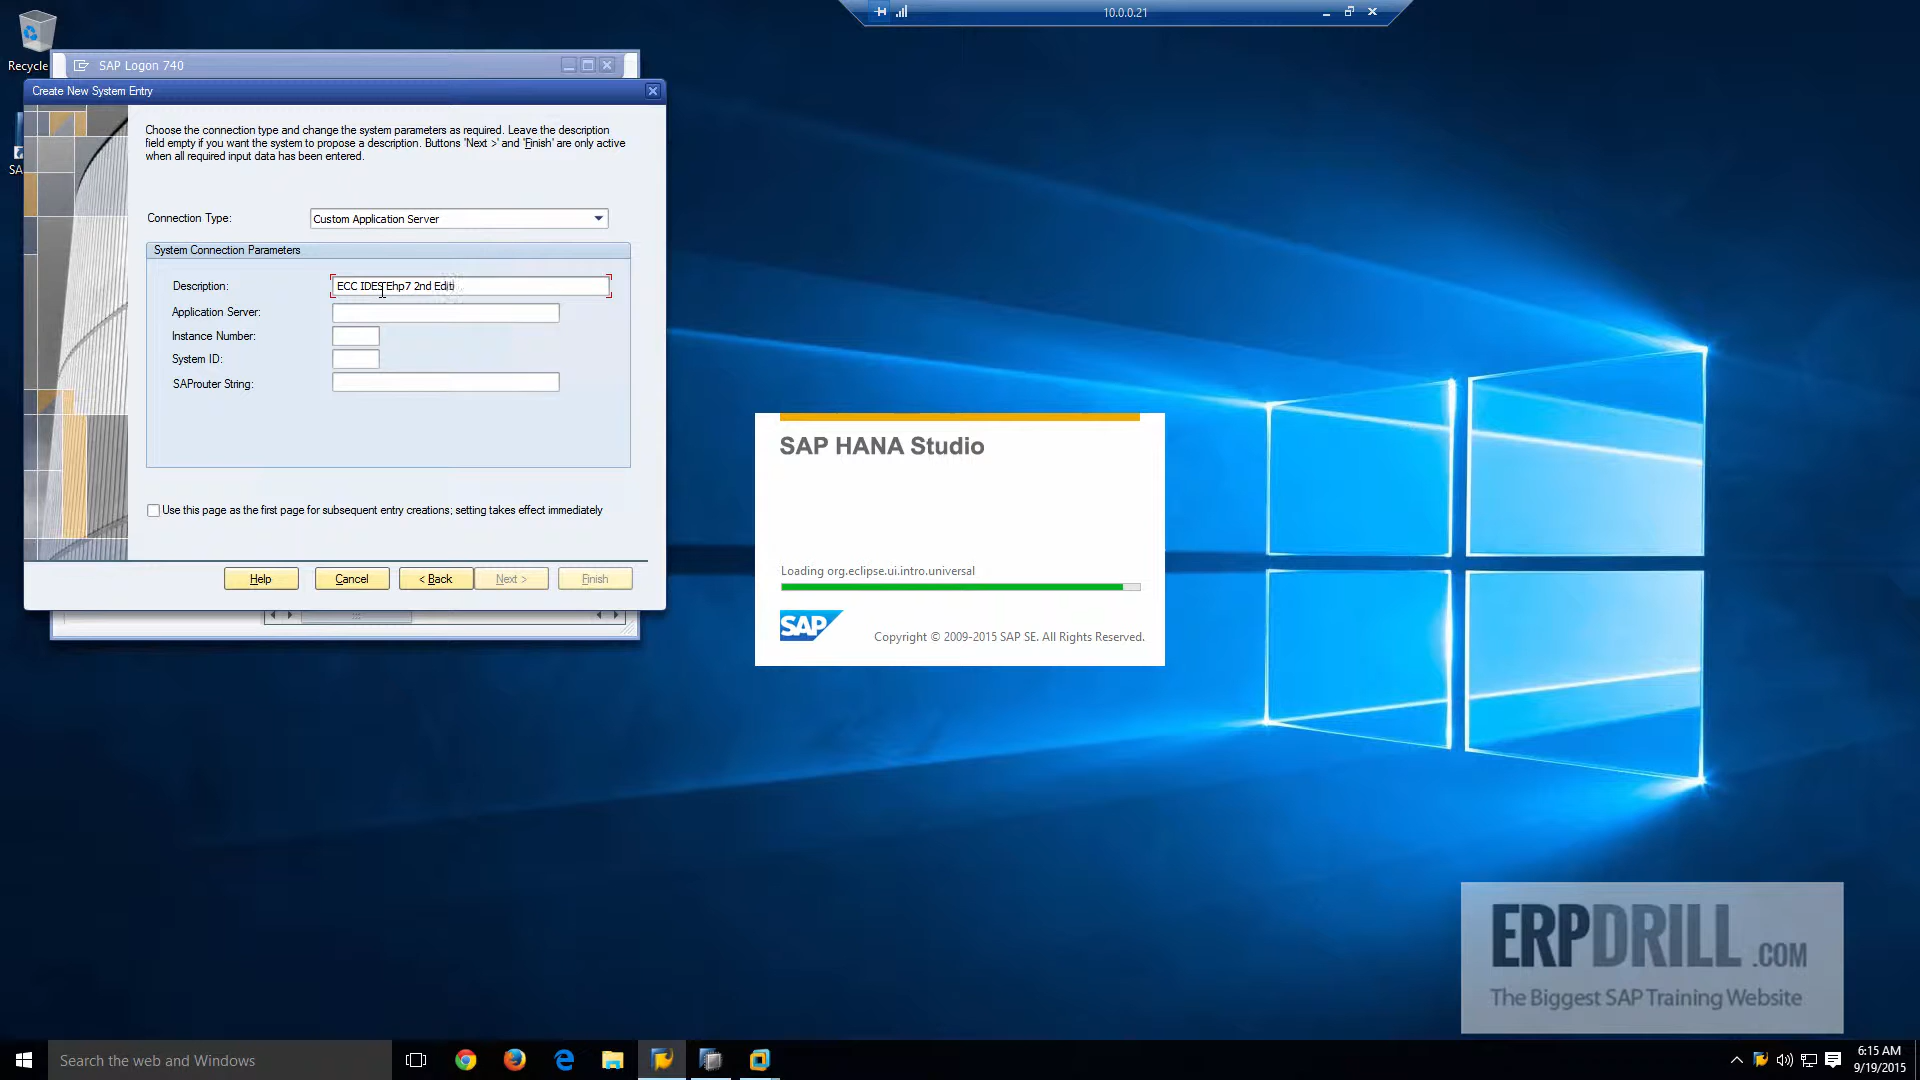 10.0.0.21
Recycle
SAP Logon 740
Create New System Entry
Choose the connection type and change the system parameters as required. Leave the description
field empty if you want the system to propose a description. Buttons 'Next >' and 'Finish' are only active
when all required input data has been entered.
SA
Connection Type:
Custom Application Server
System Connection Parameters
Description:
ECC IDES Ehp7 2nd Editi
Application Server:
Instance Number:
System ID:
SAProuter String:
Use this page as the first page for subsequent entry creations; setting takes effect immediately
Help
Cancel
< Back
Next >
Finish
SAP HANA Studio
Loading org.eclipse.ui.intro.universal
SAP
Copyright © 2009-2015 SAP SE. All Rights Reserved.
ERPDRILL.COM
The Biggest SAP Training Website
Search the web and Windows
6:15 AM
9/19/2015